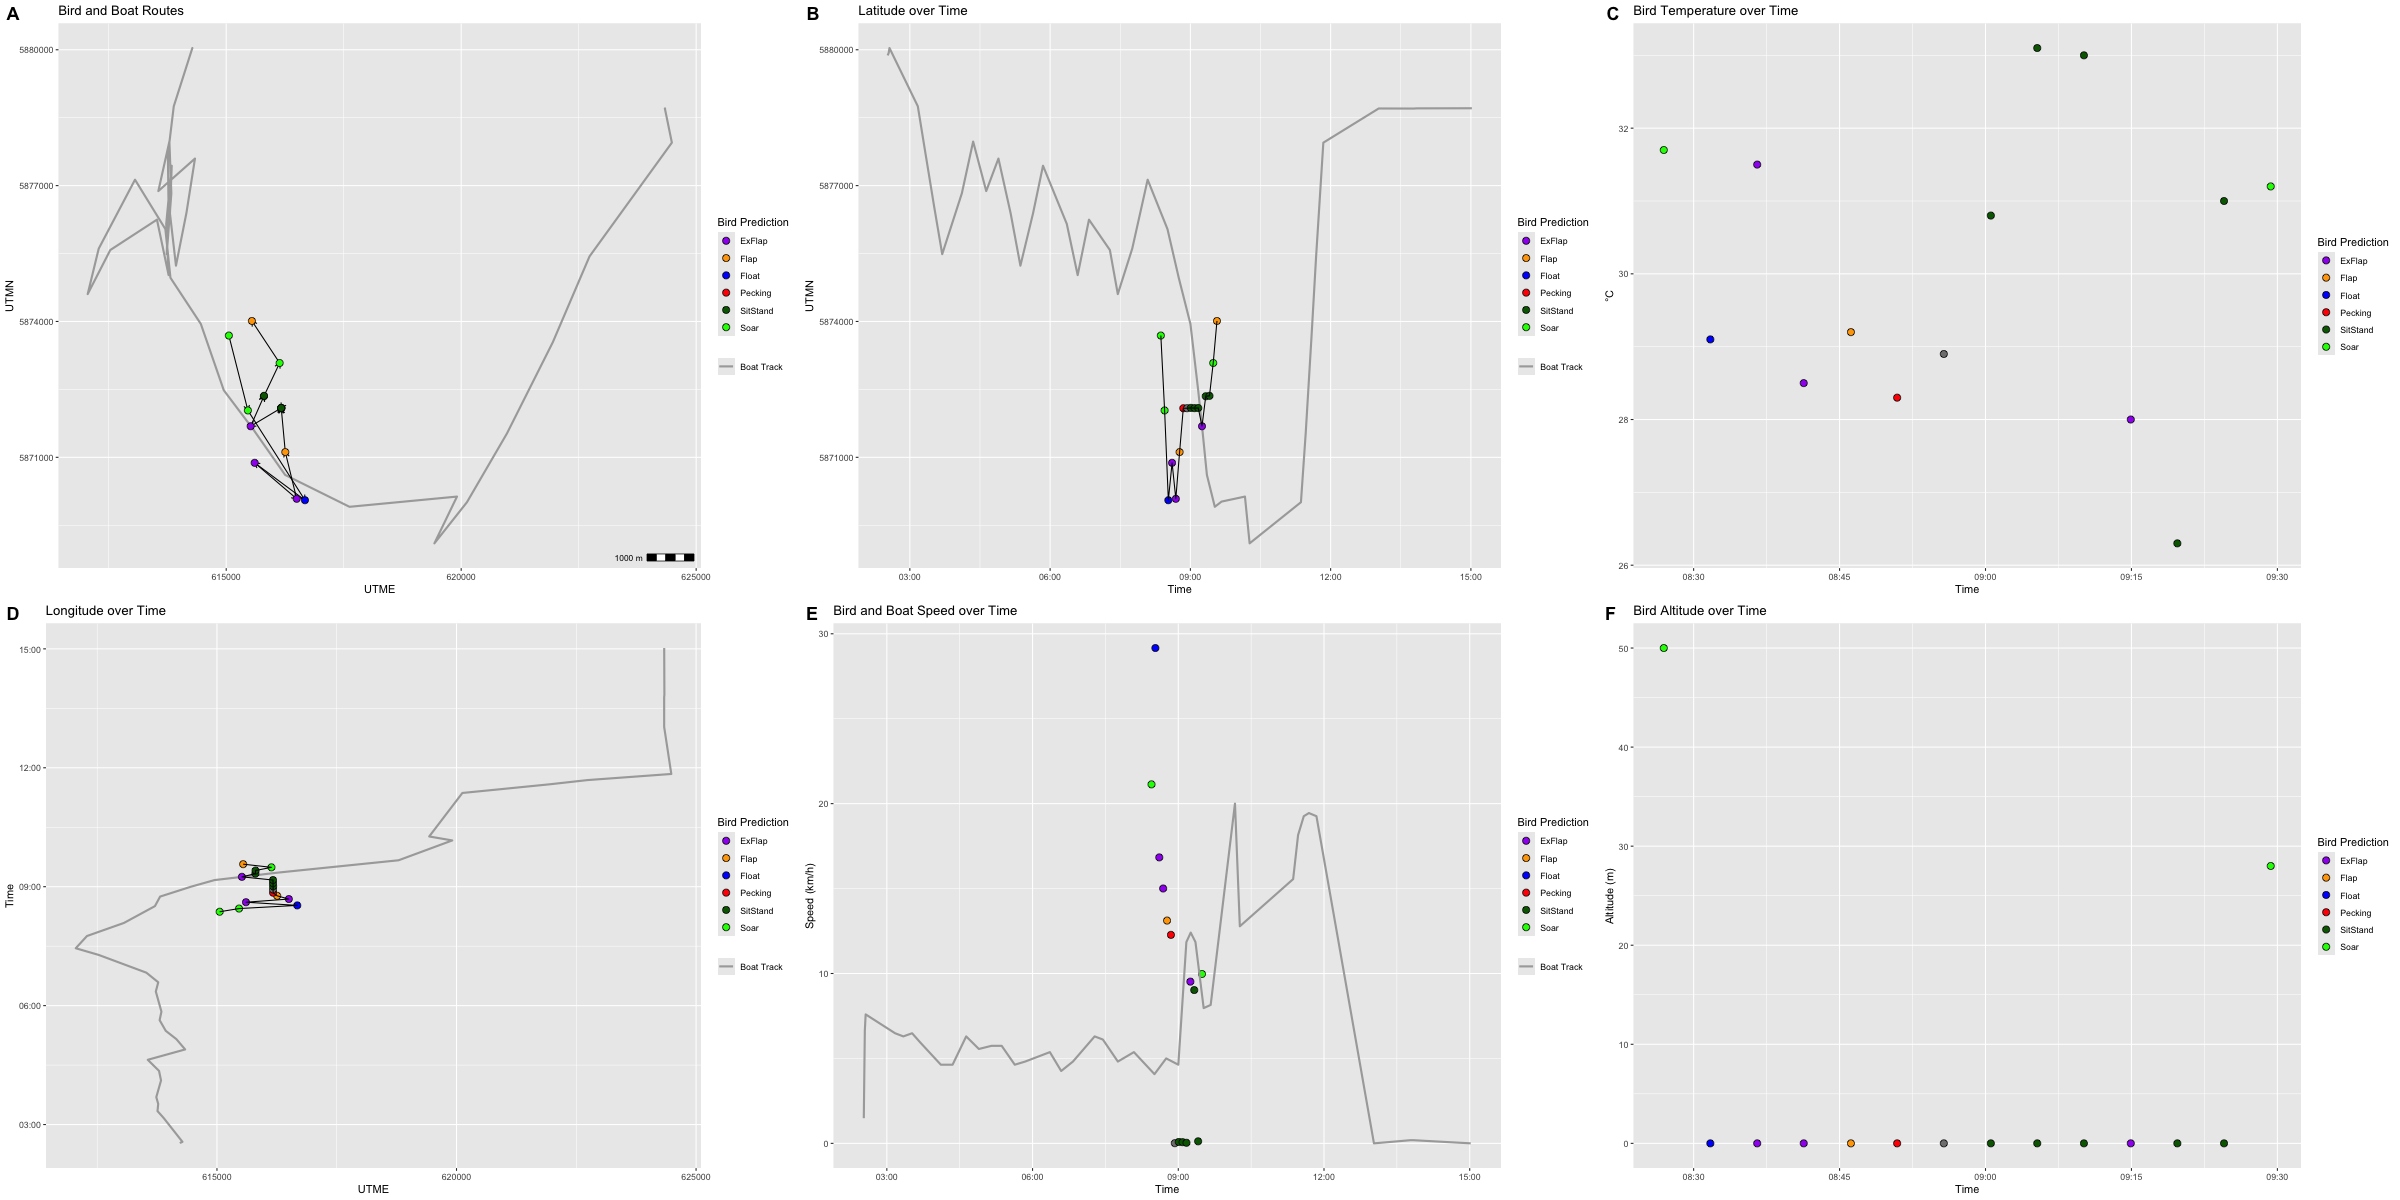 A
Bird and Boat Routes
UTMN
5880000
5877000
5874000
5871000
615000
620000
625000
UTME
1000 m
Bird Prediction
ExFlap
Flap
Float
Pecking
SitStand
Soar
Boat Track
B
Latitude over Time
UTMN
5880000
5877000
5874000
5871000
03:00
06:00
09:00
12:00
15:00
Time
Bird Prediction
ExFlap
Flap
Float
Pecking
SitStand
Soar
Boat Track
C
Bird Temperature over Time
°C
32
30
28
26
08:30
08:45
09:00
09:15
09:30
Time
Bird Prediction
ExFlap
Flap
Float
Pecking
SitStand
Soar
D
Longitude over Time
Time
15:00
12:00
09:00
06:00
03:00
615000
620000
625000
UTME
Bird Prediction
ExFlap
Flap
Float
Pecking
SitStand
Soar
Boat Track
E
Bird and Boat Speed over Time
Speed (km/h)
30
20
10
0
03:00
06:00
09:00
12:00
15:00
Time
Bird Prediction
ExFlap
Flap
Float
Pecking
SitStand
Soar
Boat Track
F
Bird Altitude over Time
Altitude (m)
50
40
30
20
10
0
08:30
08:45
09:00
09:15
09:30
Time
Bird Prediction
ExFlap
Flap
Float
Pecking
SitStand
Soar